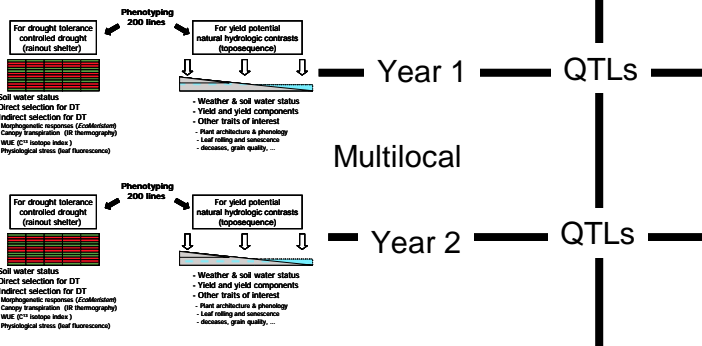 Phenotyping
200 lines
For drought tolerance
controlled drought
(rainout shelter)
For yield potential
natural hydrologic contrasts
(toposequence)
Soil water status
Direct selection for DT
Indirect selection for DT
Morphogenetic responses (EcoMeristem)
Canopy transpiration (IR thermography)
WUE (C¹³ isotope index )
Physiological stress (leaf fluorescence)
- Weather & soil water status
- Yield and yield components
- Other traits of interest
- Plant architecture & phenology
- Leaf rolling and senescence
- deceases, grain quality, ...
Year 1
QTLs
Multilocal
Phenotyping
200 lines
For drought tolerance
controlled drought
(rainout shelter)
For yield potential
natural hydrologic contrasts
(toposequence)
Soil water status
Direct selection for DT
Indirect selection for DT
Morphogenetic responses (EcoMeristem)
Canopy transpiration (IR thermography)
WUE (C¹³ isotope index )
Physiological stress (leaf fluorescence)
- Weather & soil water status
- Yield and yield components
- Other traits of interest
- Plant architecture & phenology
- Leaf rolling and senescence
- deceases, grain quality, ...
Year 2
QTLs